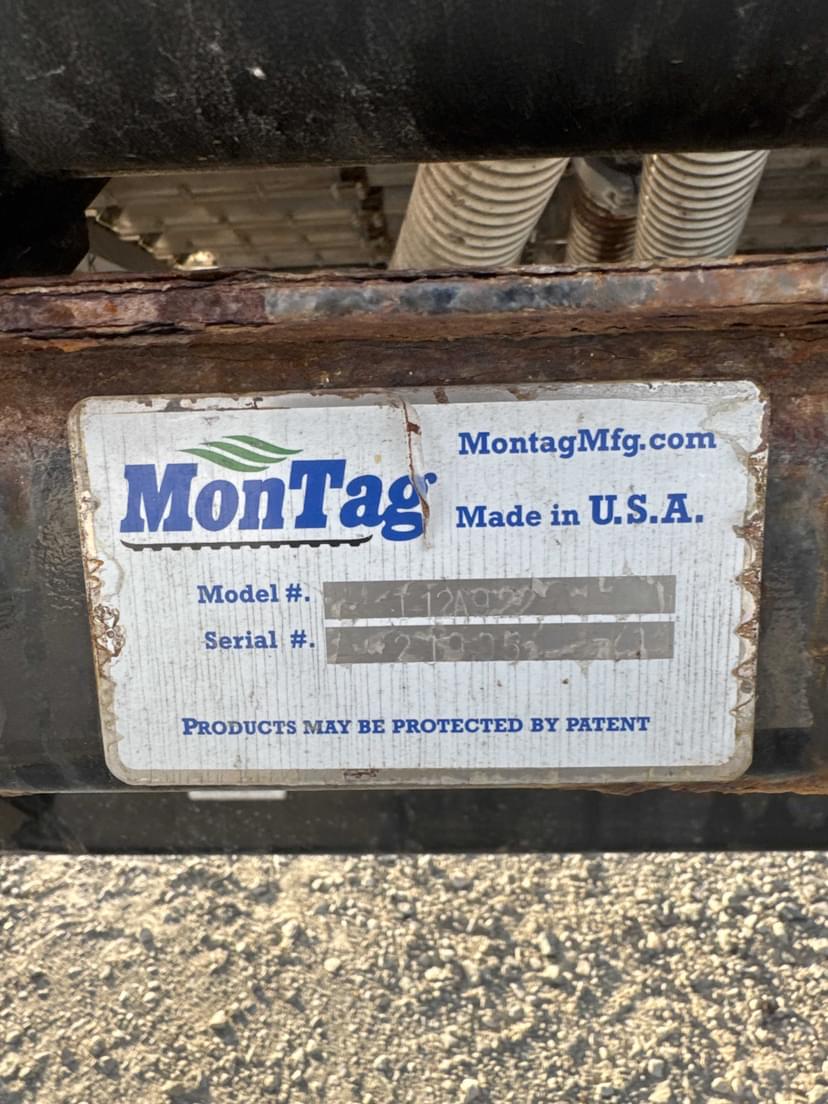 MonTag
MontagMfg.com
Made in U.S.A.
Model #.
Serial #.
PRODUCTS MAY BE PROTECTED BY PATENT